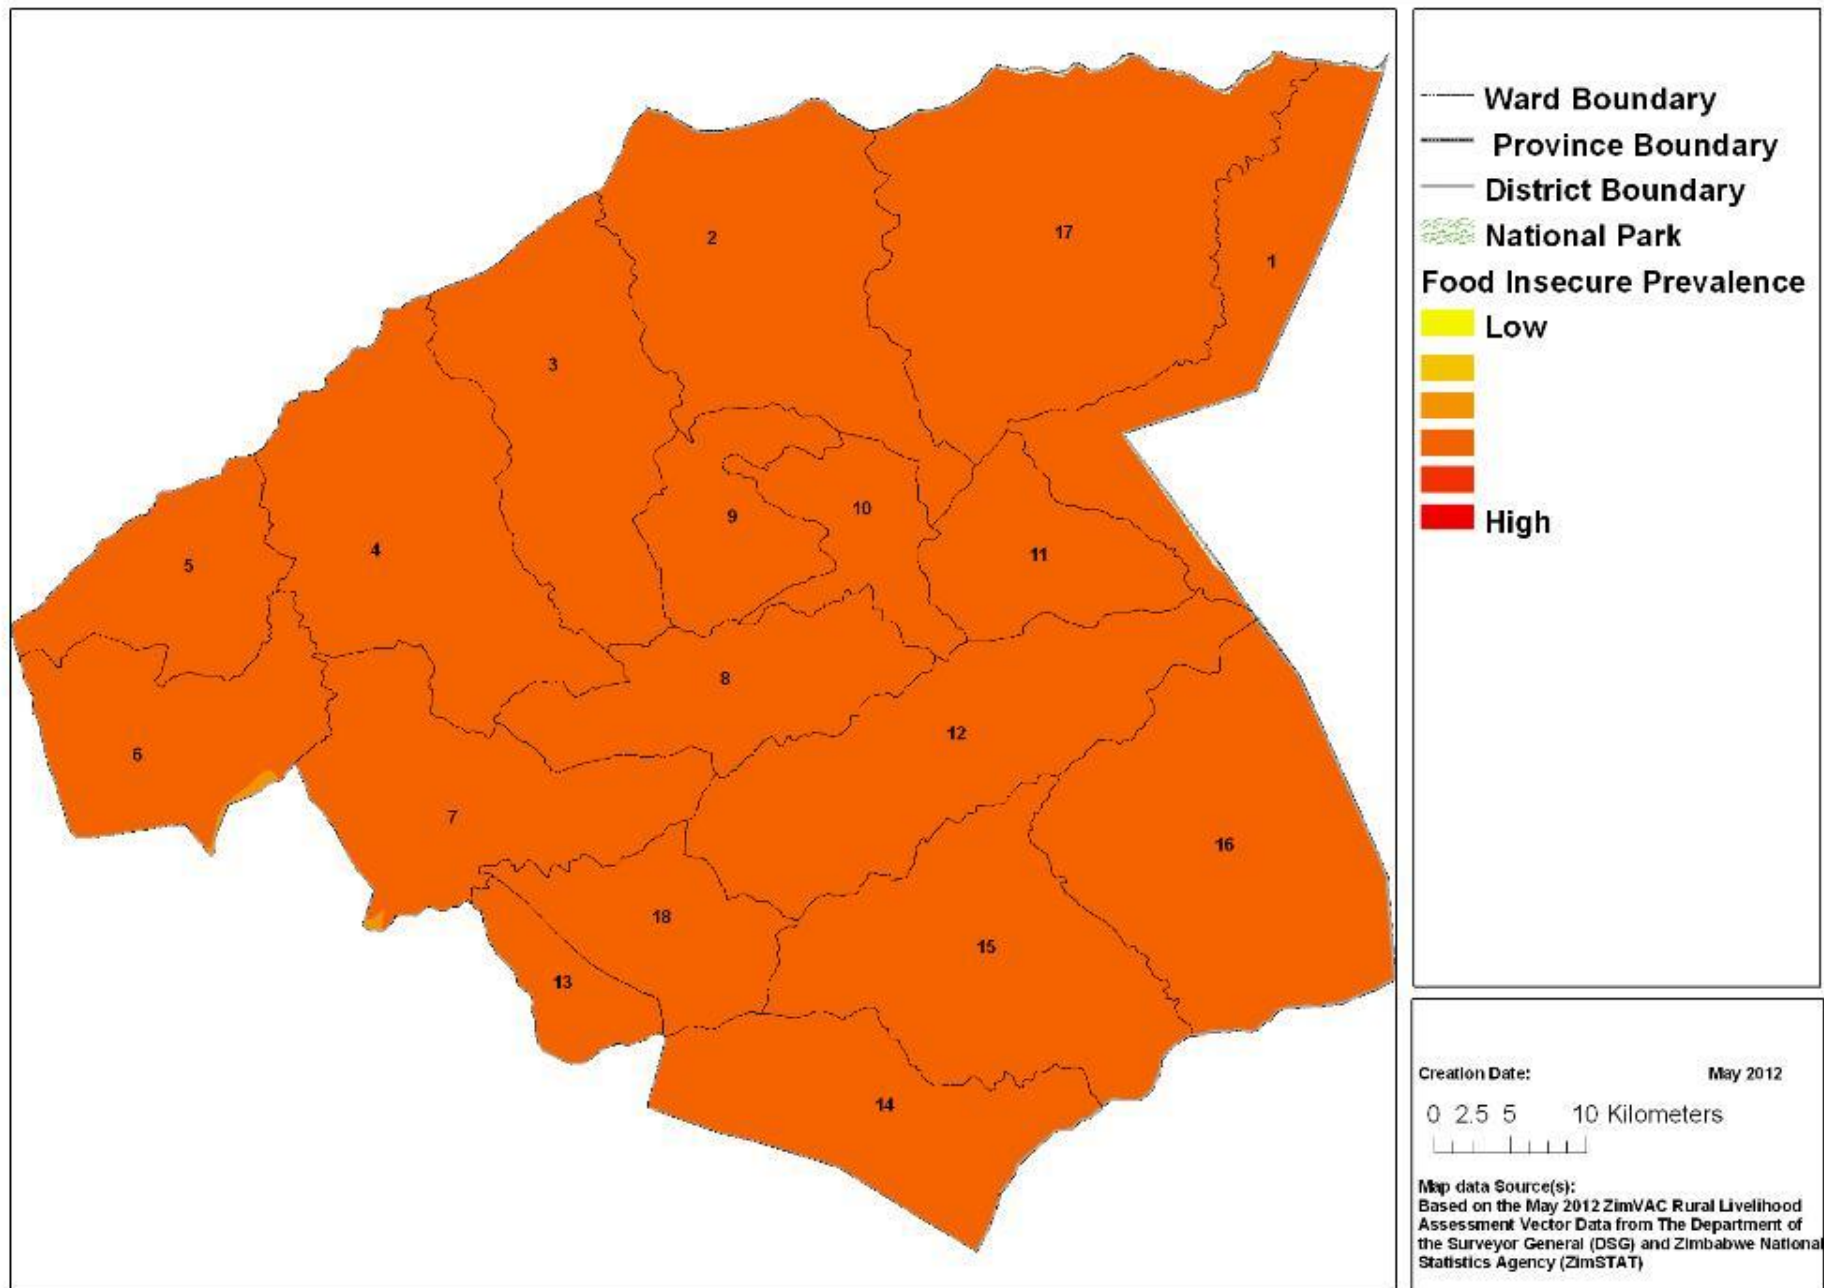 Ward Boundary
Province Boundary
District Boundary
National Park
Food Insecure Prevalence
Low
High
2
17
1
3
9
10
11
5
4
8
12
6
7
16
18
15
13
14
Creation Date: May 2012
0 2.5 5 10 Kilometers
Map data Source(s):
Based on the May 2012 ZimVAC Rural Livelihood
Assessment Vector Data from The Department of
the Surveyor General (DSG) and Zimbabwe National
Statistics Agency (ZimSTAT)